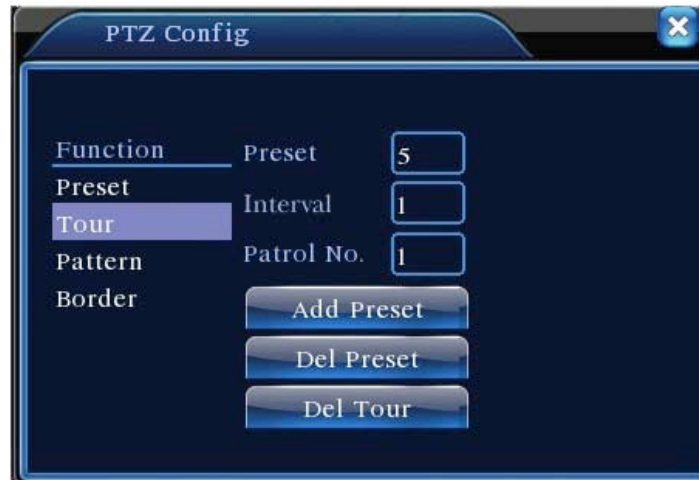 PTZ Config
Function
Preset
Tour
Pattern
Border
Preset 5
Interval 1
Patrol No. 1
Add Preset
Del Preset
Del Tour